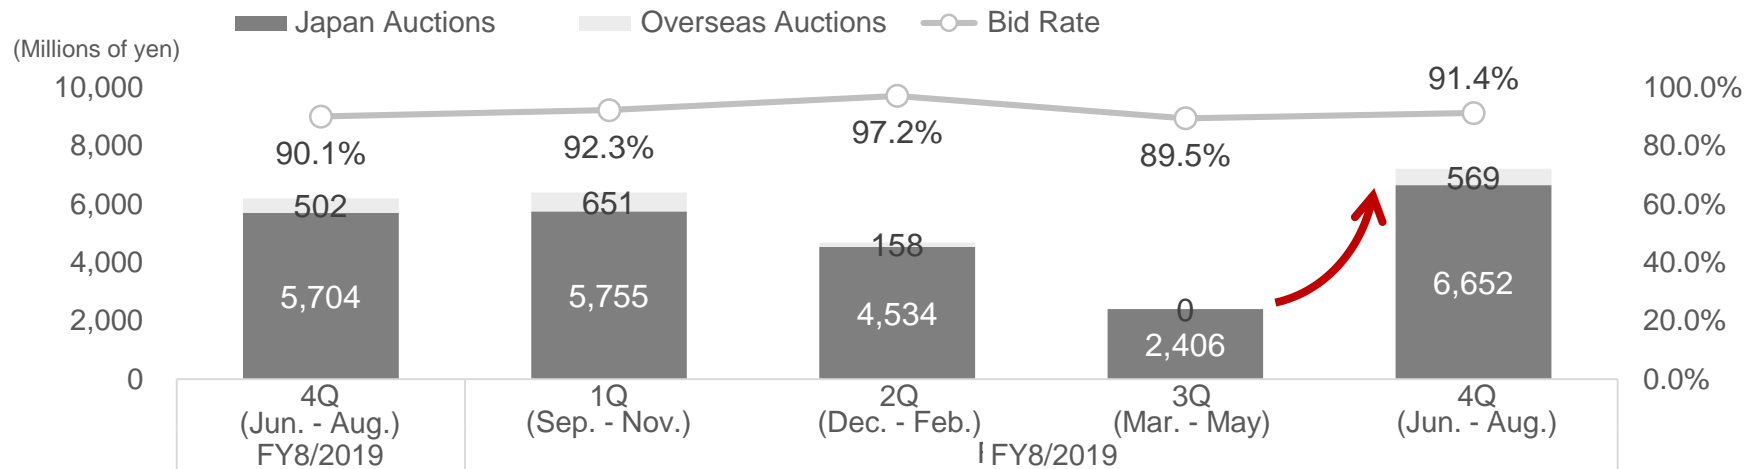 Japan Auctions Overseas Auctions Bid Rate
(Millions of yen)
10,000
8,000
6,000
4,000
2,000
0
100.0%
80.0%
60.0%
40.0%
20.0%
0.0%
90.1%
92.3%
97.2%
89.5%
91.4%
502
651
158
0
569
5,704
5,755
4,534
2,406
6,652
4Q
(Jun. - Aug.)
1Q
(Sep. - Nov.)
2Q
(Dec. - Feb.)
3Q
(Mar. - May)
4Q
(Jun. - Aug.)
FY8/2019
FY8/2019